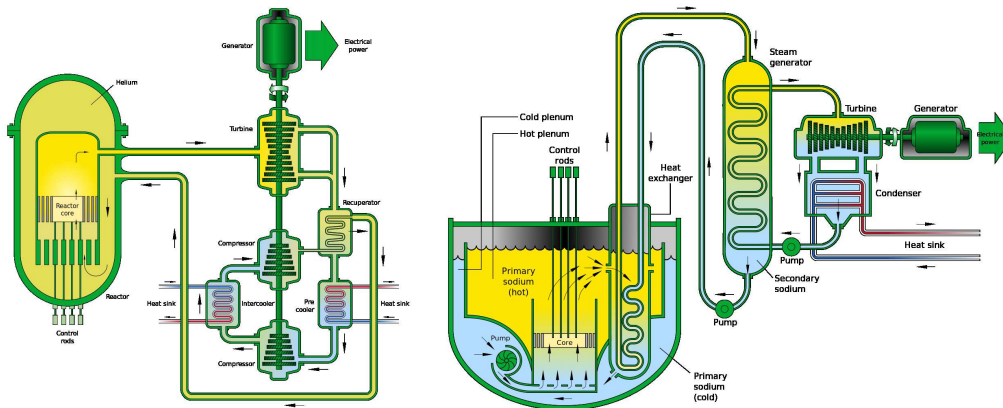 Generator
Electrical
power
Helium
Turbine
Reactor
core
Recuperator
Compressor
Heat sink
Intercooler
Pre
cooler
Heat sink
Reactor
Control
rods
Compressor
Steam
generator
Cold plenum
Hot plenum
Control
rods
Heat
exchanger
Turbine
Generator
Electrical
power
Condenser
Heat sink
Pump
Primary
sodium
(hot)
Secondary
sodium
Pump
Pump
Core
Primary
sodium
(cold)